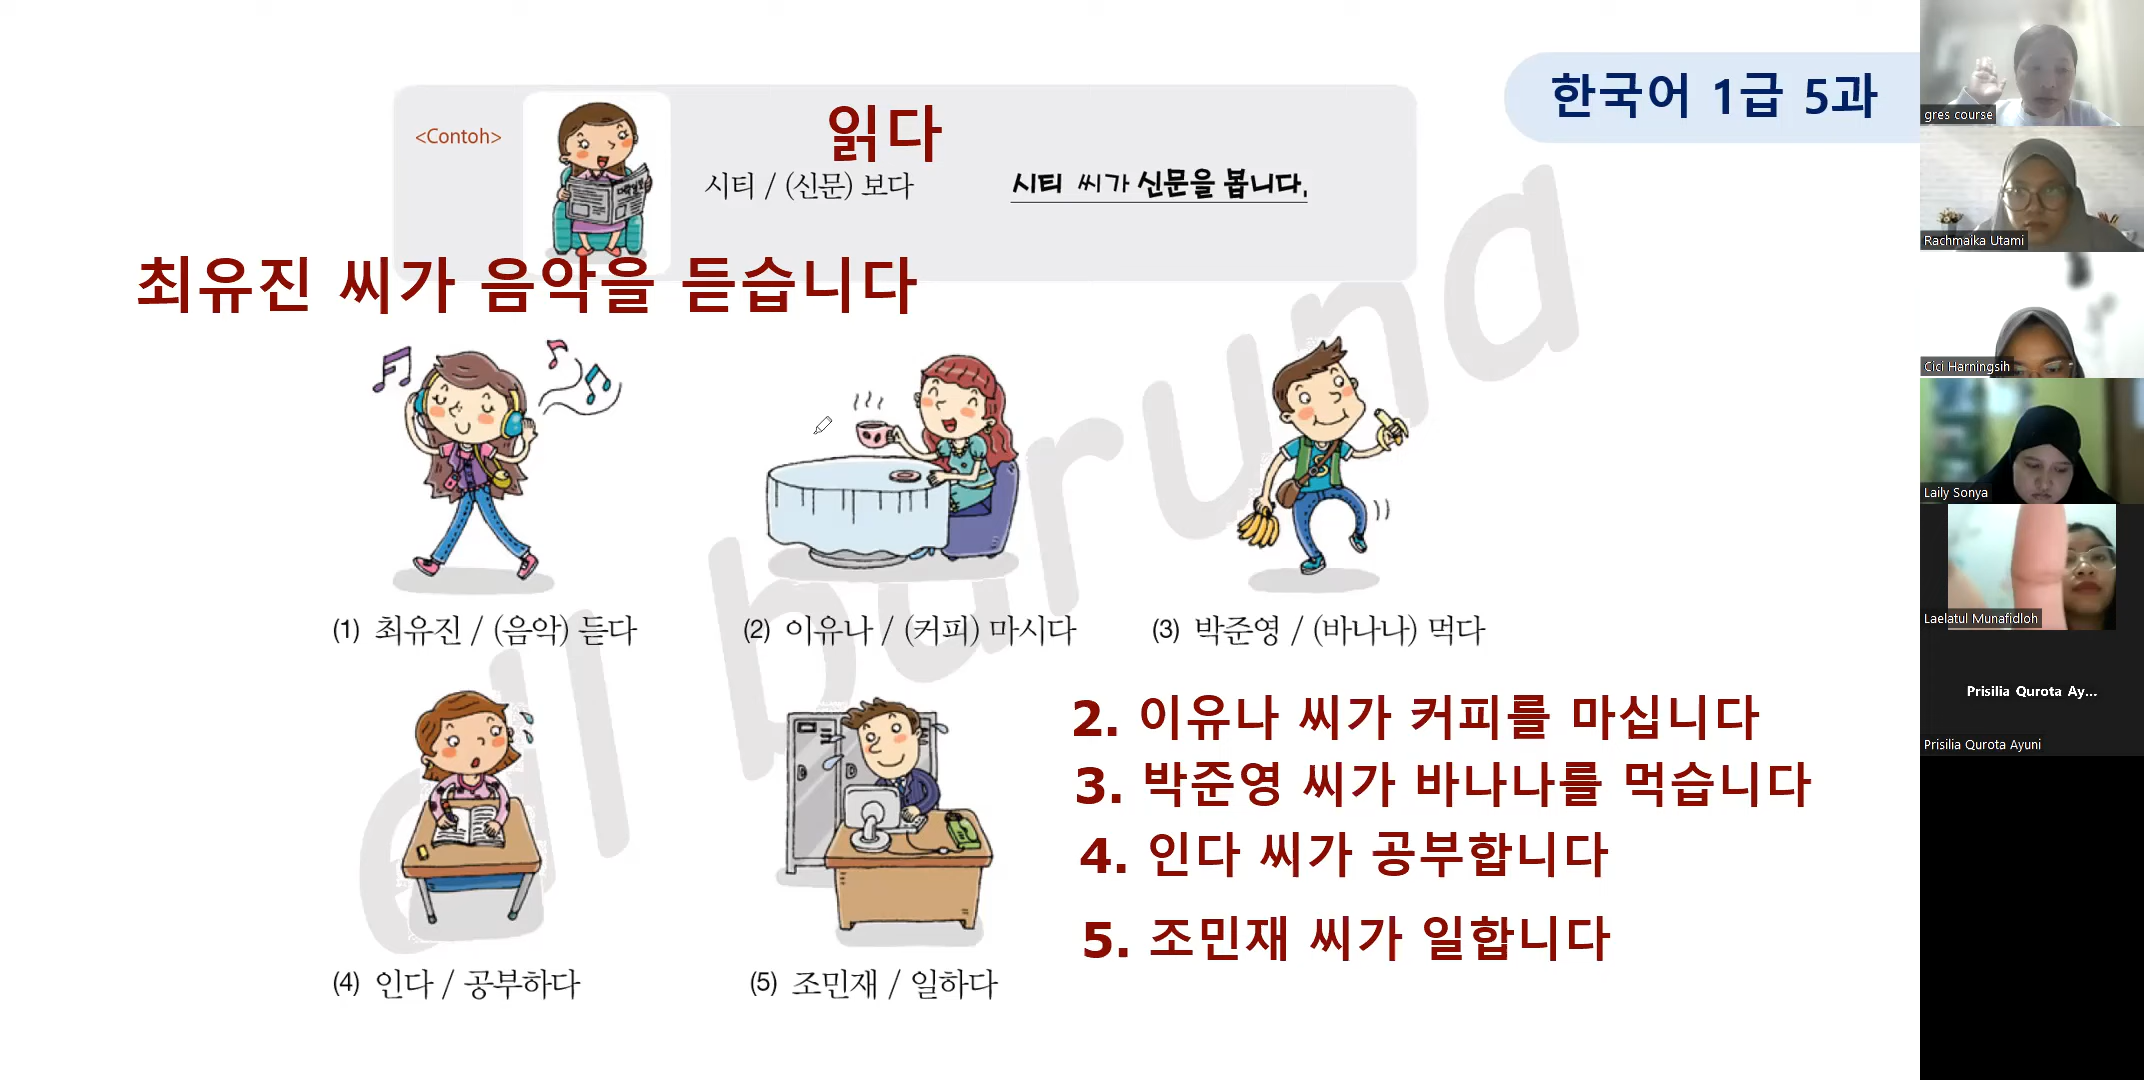 한국어 1급 5과
<Contoh>
읽다
시티 / (신문) 보다
시티 씨가 신문을 봅니다.
최유진 씨가 음악을 듣습니다
(1) 최유진 / (음악) 듣다
(2) 이유나 / (커피) 마시다
(3) 박준영 / (바나나) 먹다
2. 이유나 씨가 커피를 마십니다
3. 박준영 씨가 바나나를 먹습니다
4. 인다 씨가 공부합니다
5. 조민재 씨가 일합니다
(4) 인다 / 공부하다
(5) 조민재 / 일하다
edl buruna
gres course
Rachmaika Utami
Cici Harningsih
Laily Sonya
Laelatul Munafidloh
Prisilia Qurota Ay...
Prisilia Qurota Ayuni